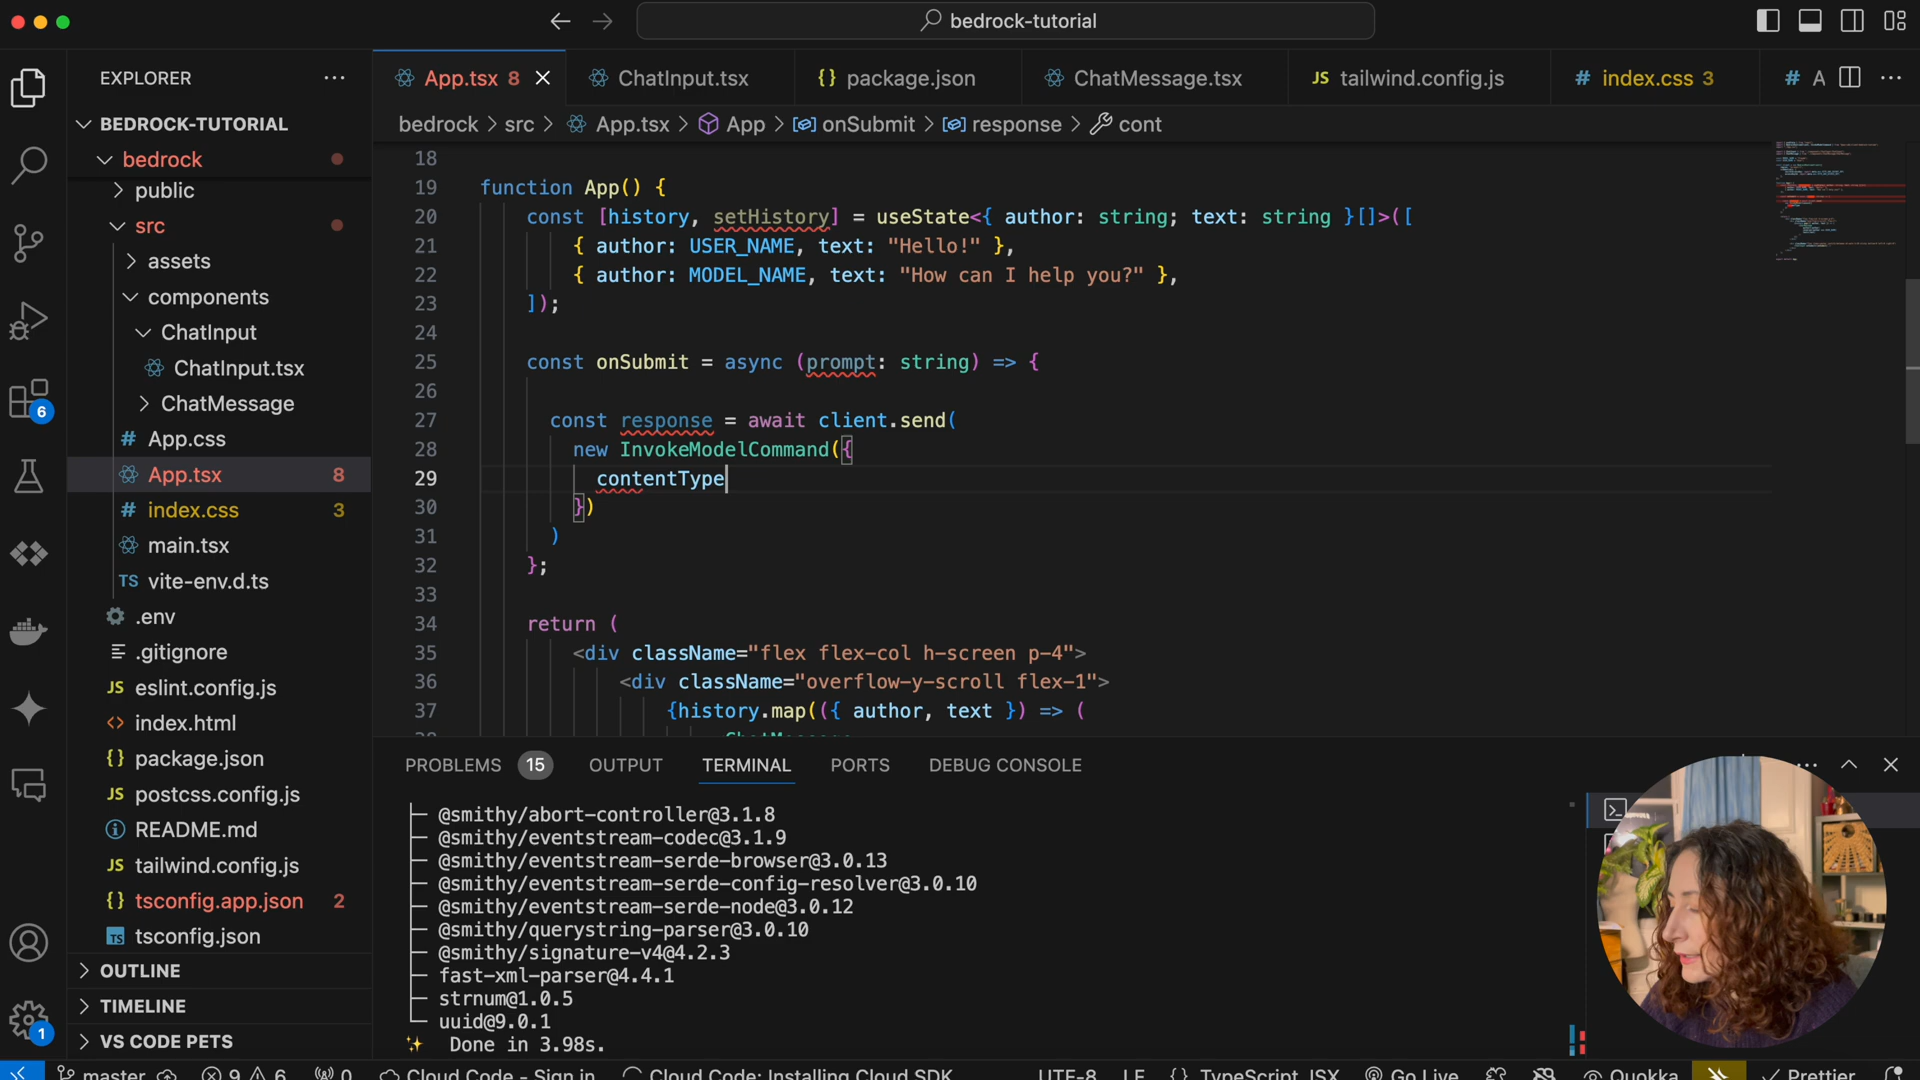 bedrock-tutorial
EXPLORER
App.tsx 8
ChatInput.tsx
{} package.json
ChatMessage.tsx
JS tailwind.config.js
# index.css 3
# A
BEDROCK-TUTORIAL
bedrock > src > App.tsx > App > onSubmit > response > cont
bedrock
public
src
assets
components
ChatInput
ChatInput.tsx
ChatMessage
# App.css
App.tsx 8
# index.css 3
main.tsx
TS vite-env.d.ts
.env
.gitignore
JS eslint.config.js
<> index.html
{} package.json
JS postcss.config.js
README.md
JS tailwind.config.js
{} tsconfig.app.json 2
TS tsconfig.json
OUTLINE
TIMELINE
VS CODE PETS
6
1
18
19 function App() {
20 const [history, setHistory] = useState<{ author: string; text: string }[]>([
21 { author: USER_NAME, text: "Hello!" },
22 { author: MODEL_NAME, text: "How can I help you?" },
23 ]);
24
25 const onSubmit = async (prompt: string) => {
26
27 const response = await client.send(
28 new InvokeModelCommand({
29 contentType
30 })
31 )
32 };
33
34 return (
35 <div className="flex flex-col h-screen p-4">
36 <div className="overflow-y-scroll flex-1">
37 {history.map(({ author, text }) => (
PROBLEMS 15 OUTPUT TERMINAL PORTS DEBUG CONSOLE
├─ @smithy/abort-controller@3.1.8
├─ @smithy/eventstream-codec@3.1.9
├─ @smithy/eventstream-serde-browser@3.0.13
├─ @smithy/eventstream-serde-config-resolver@3.0.10
├─ @smithy/eventstream-serde-node@3.0.12
├─ @smithy/querystring-parser@3.0.10
├─ @smithy/signature-v4@4.2.3
├─ fast-xml-parser@4.4.1
├─ strnum@1.0.5
└─ uuid@9.0.1
✨ Done in 3.98s.
master 9 6 0 Cloud Code - Sign in Cloud Code: Installing Cloud SDK UTF-8 LF {} TypeScript JSX Go Live Quokka Prettier